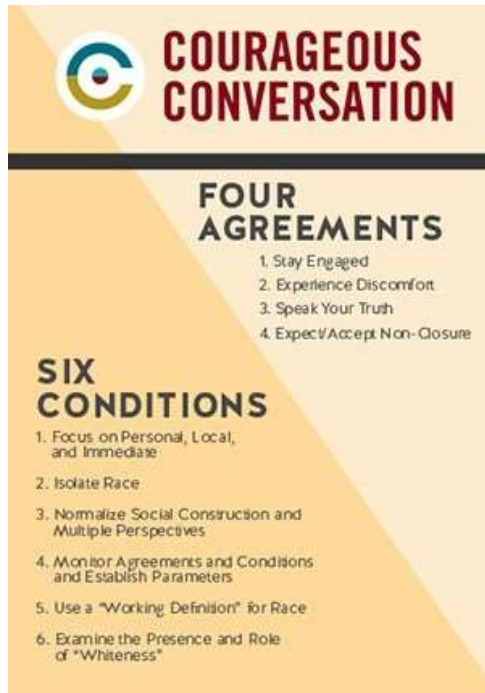 COURAGEOUS
CONVERSATION
FOUR
AGREEMENTS
1. Stay Engaged
2. Experience Discomfort
3. Speak Your Truth
4. Expect/Accept Non-Closure
SIX
CONDITIONS
1. Focus on Personal, Local,
and Immediate
2. Isolate Race
3. Normalize Social Construction and
Multiple Perspectives
4. Monitor Agreements and Conditions
and Establish Parameters
5. Use a "Working Definition" for Race
6. Examine the Presence and Role
of "Whiteness"